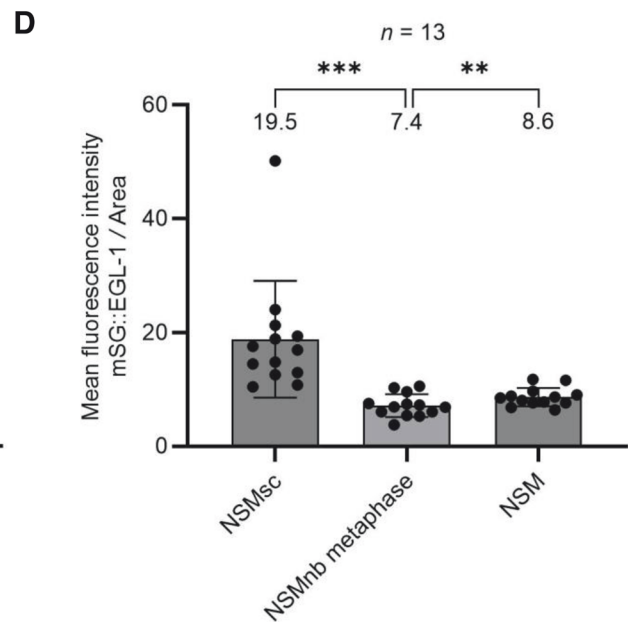 D
n = 13
*** **
19.5 7.4 8.6
60
40
20
0
Mean fluorescence intensity
mSG::EGL-1 / Area
NSMsc
NSMnb metaphase
NSM